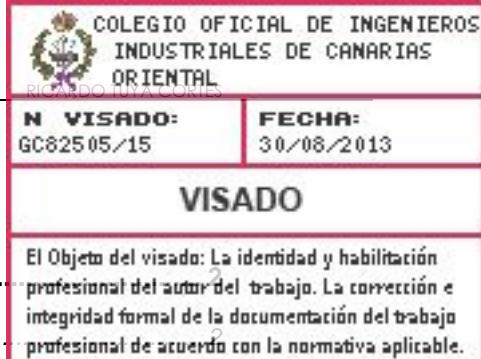 COLEGIO OFICIAL DE INGENIEROS
INDUSTRIALES DE CANARIAS
ORIENTAL
RICARDO TUYA CORTES
N VISADO:
GC82505/15
FECHA:
30/08/2013
VISADO
El Objeto del visado: La identidad y habilitación
profesional del autor del trabajo. La corrección e
2
integridad formal de la documentación del trabajo
profesional de acuerdo con la normativa aplicable.
2